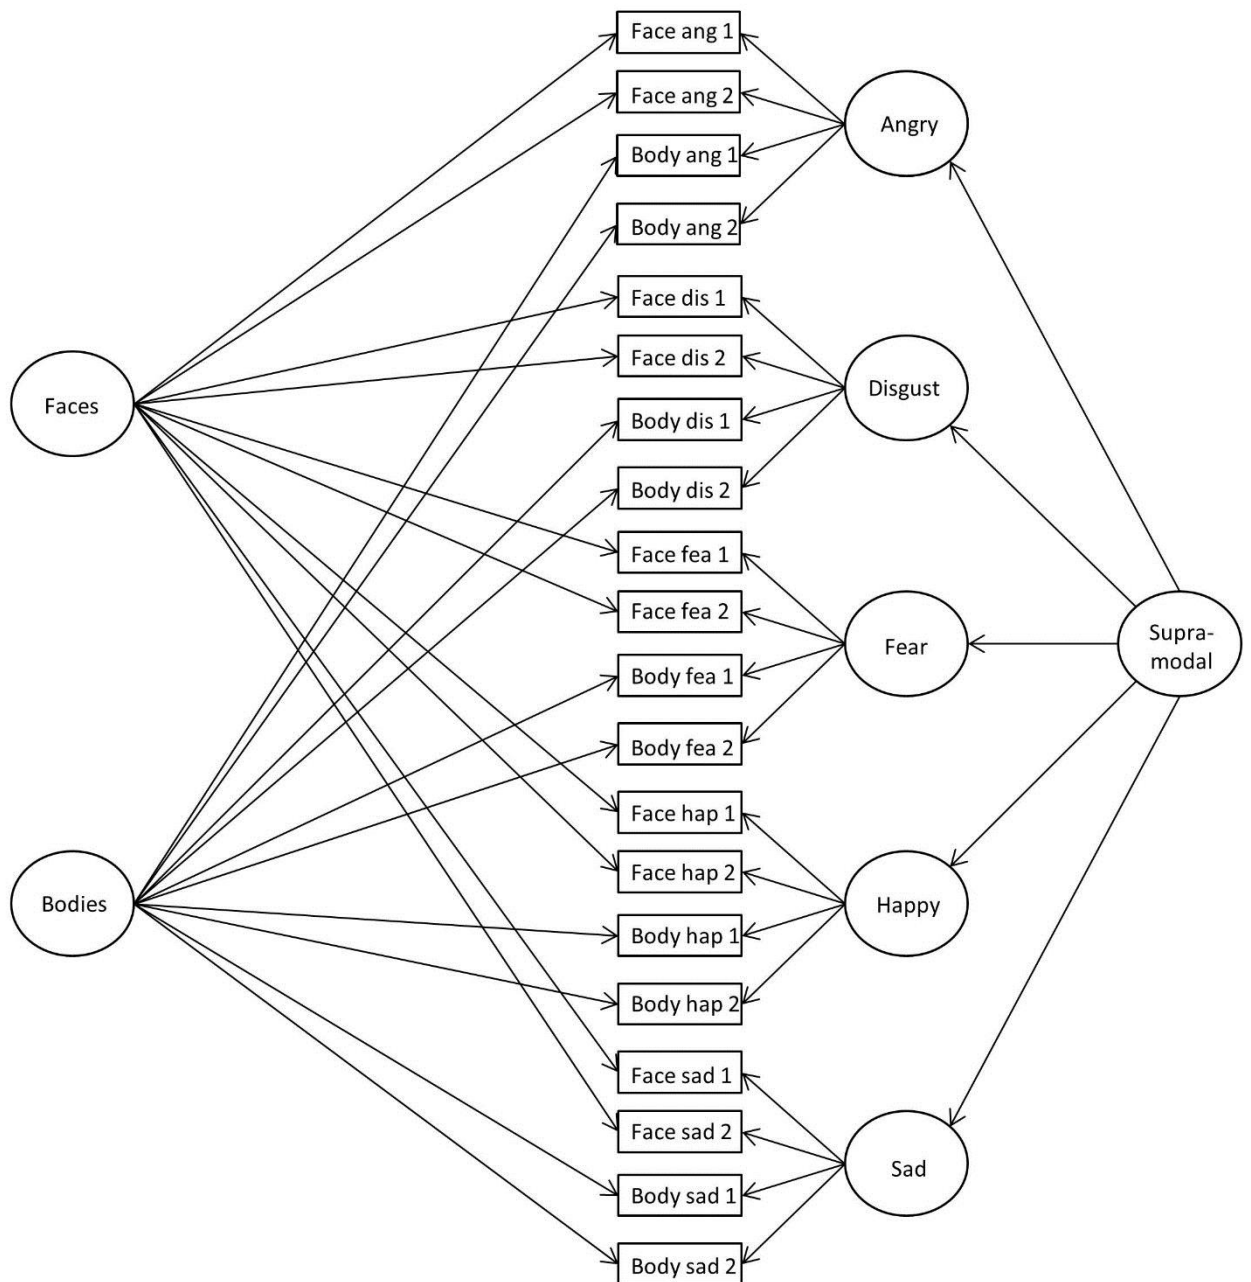 Face ang 1
Face ang 2
Body ang 1
Body ang 2
Face dis 1
Face dis 2
Body dis 1
Body dis 2
Face fea 1
Face fea 2
Body fea 1
Body fea 2
Face hap 1
Face hap 2
Body hap 1
Body hap 2
Face sad 1
Face sad 2
Body sad 1
Body sad 2
Faces
Bodies
Angry
Disgust
Fear
Happy
Sad
Supra-
modal